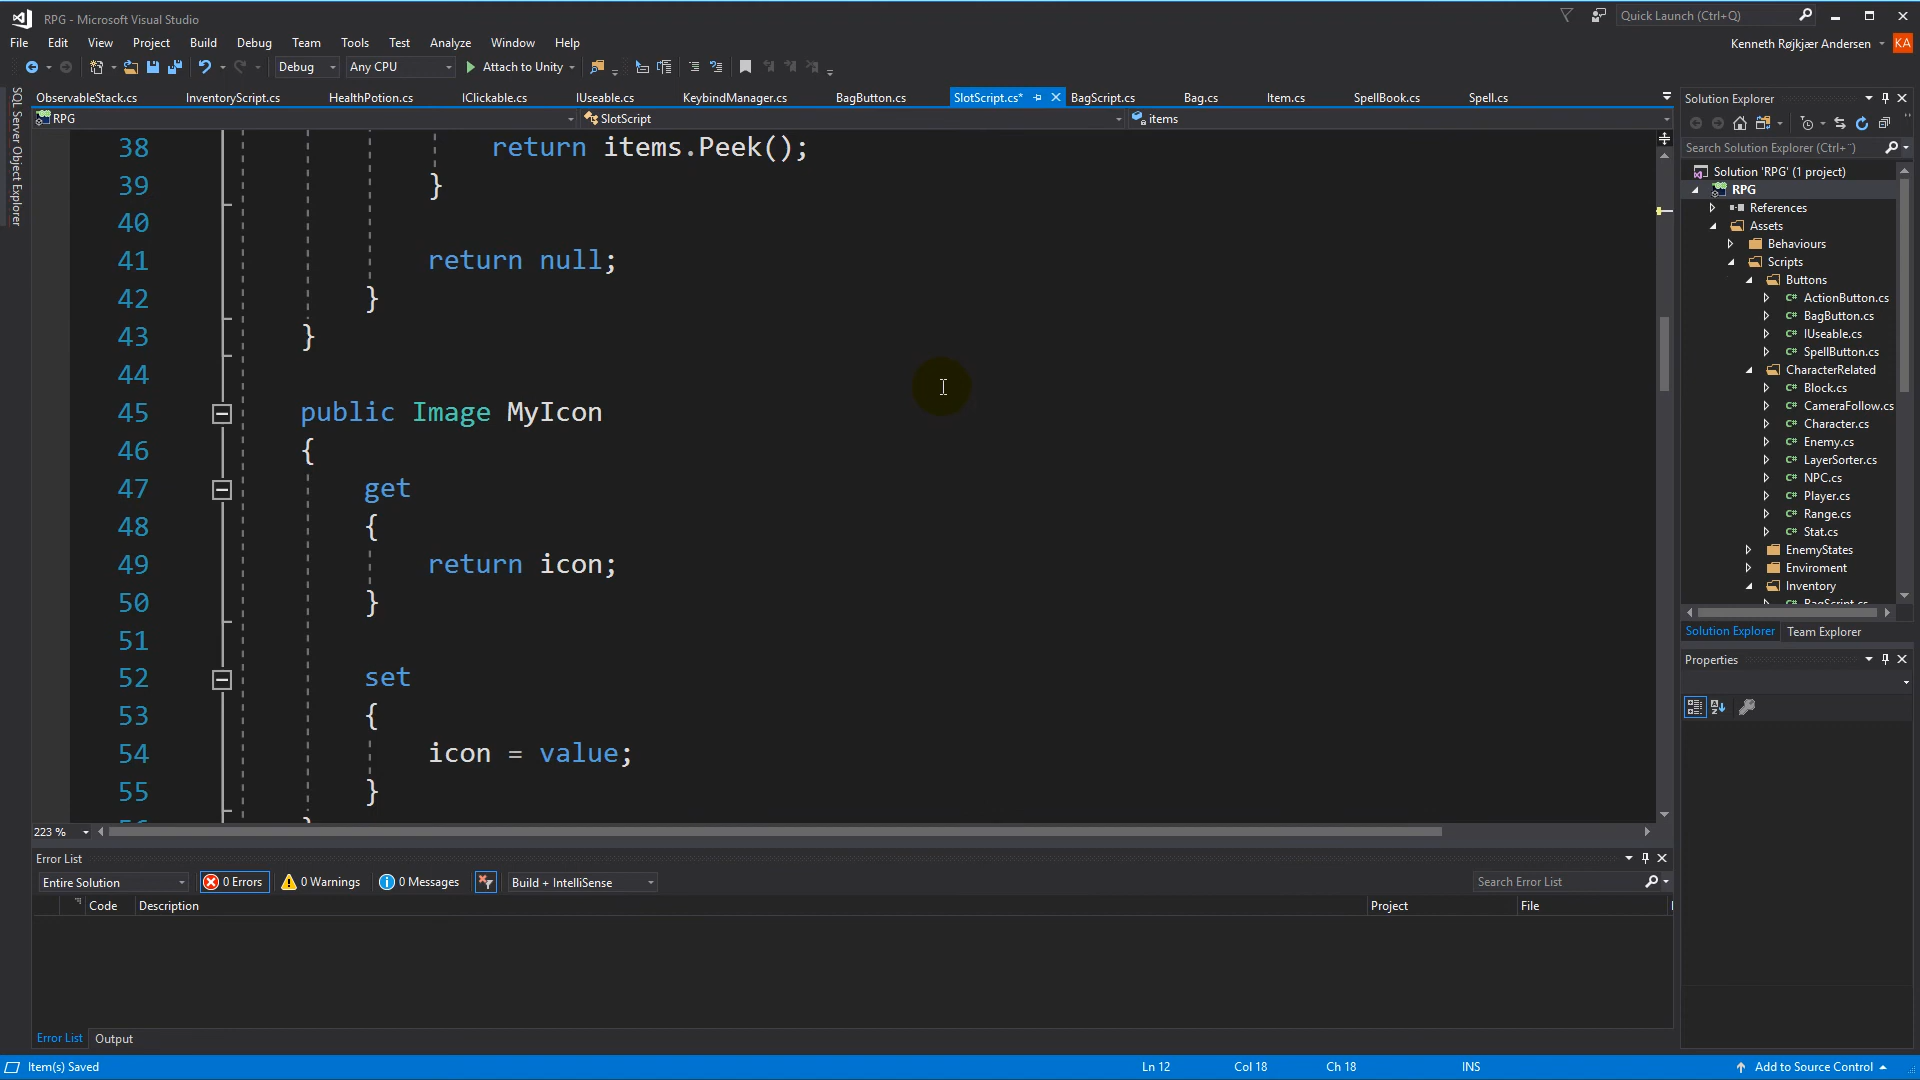 RPG - Microsoft Visual Studio
Quick Launch (Ctrl+Q)
File Edit View Project Build Debug Team Tools Test Analyze Window Help
Kenneth Røjkjær Andersen KA
Debug Any CPU Attach to Unity
SQL Server Object Explorer
ObservableStack.cs InventoryScript.cs HealthPotion.cs IClickable.cs IUseable.cs KeybindManager.cs BagButton.cs SlotScript.cs* BagScript.cs Bag.cs Item.cs SpellBook.cs Spell.cs
RPG SlotScript items
38 return items.Peek();
39 }
40
41 return null;
42 }
43 }
44
45 public Image MyIcon
46 {
47 get
48 {
49 return icon;
50 }
51
52 set
53 {
54 icon = value;
55 }
223 %
Solution Explorer
Search Solution Explorer (Ctrl+¨)
Solution 'RPG' (1 project)
RPG
References
Assets
Behaviours
Scripts
Buttons
C# ActionButton.cs
C# BagButton.cs
C# IUseable.cs
C# SpellButton.cs
CharacterRelated
C# Block.cs
C# CameraFollow.cs
C# Character.cs
C# Enemy.cs
C# LayerSorter.cs
C# NPC.cs
C# Player.cs
C# Range.cs
C# Stat.cs
EnemyStates
Enviroment
Inventory
Solution Explorer Team Explorer
Properties
Error List
Entire Solution 0 Errors 0 Warnings 0 Messages Build + IntelliSense Search Error List
Code Description Project File
Error List Output
Item(s) Saved Ln 12 Col 18 Ch 18 INS Add to Source Control